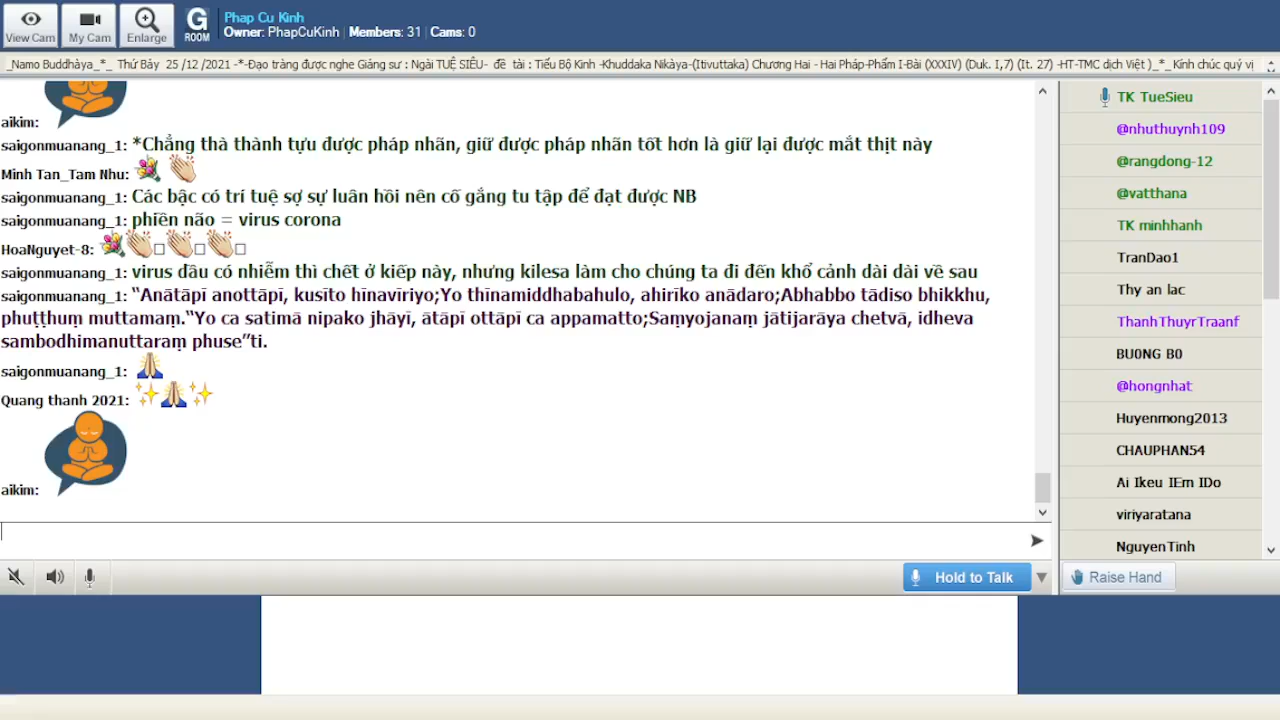 View Cam
My Cam
Enlarge
G
ROOM
Phap Cu Kinh
Owner: PhapCuKinh | Members: 31 | Cams: 0
_Namo Buddhàya_*_ Thứ Bảy 25 /12 /2021 -*-Đạo tràng được nghe Giảng sư : Ngài TUỆ SIÊU- đề tài : Tiểu Bộ Kinh -Khuddaka Nikàya-(Itivuttaka) Chương Hai - Hai Pháp-Phẩm I-Bài (XXXIV) (Duk. I,7) (It. 27) -HT-TMC dịch Việt )_*_Kính chúc quý vị
aikim:
saigonmuanang_1: *Chẳng thà thành tựu được pháp nhãn, giữ được pháp nhãn tốt hơn là giữ lại được mắt thịt này
Minh Tan_Tam Nhu:
saigonmuanang_1: Các bậc có trí tuệ sợ sự luân hồi nên cố gắng tu tập để đạt được NB
saigonmuanang_1: phiền não = virus corona
HoaNguyet-8:
saigonmuanang_1: virus dầu có nhiễm thì chết ở kiếp này, nhưng kilesa làm cho chúng ta đi đến khổ cảnh dài dài về sau
saigonmuanang_1: “Anātāpī anottāpī, kusīto hīnavīriyo;Yo thīnamiddhabahulo, ahirīko anādaro;Abhabbo tādiso bhikkhu,
phuṭṭhuṃ muttamaṃ.“Yo ca satimā nipako jhāyī, ātāpī ottāpī ca appamatto;Saṃyojanaṃ jātijarāya chetvā, idheva
sambodhimanuttaraṃ phuse”ti.
saigonmuanang_1:
Quang thanh 2021:
aikim:
Hold to Talk
TK TueSieu
@nhuthuynh109
@rangdong-12
@vatthana
TK minhhanh
TranDao1
Thy an lac
ThanhThuyrTraanf
BU0NG B0
@hongnhat
Huyenmong2013
CHAUPHAN54
Ai Ikeu IEm IDo
viriyaratana
NguyenTinh
Raise Hand